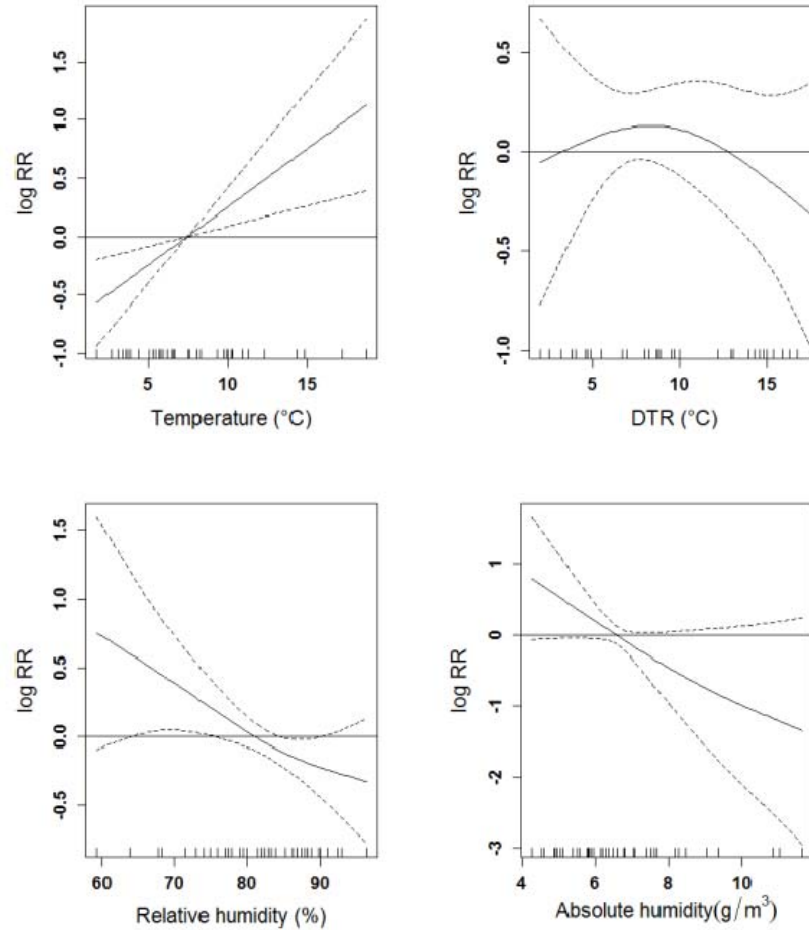 log RR
1.5
1.0
0.5
0.0
-0.5
-1.0
5 10 15
Temperature (°C)
log RR
0.5
0.0
-0.5
-1.0
5 10 15
DTR (°C)
log RR
1.5
1.0
0.5
0.0
-0.5
60 70 80 90
Relative humidity (%)
log RR
1
0
-1
-2
-3
4 6 8 10
Absolute humidity(g/m³)